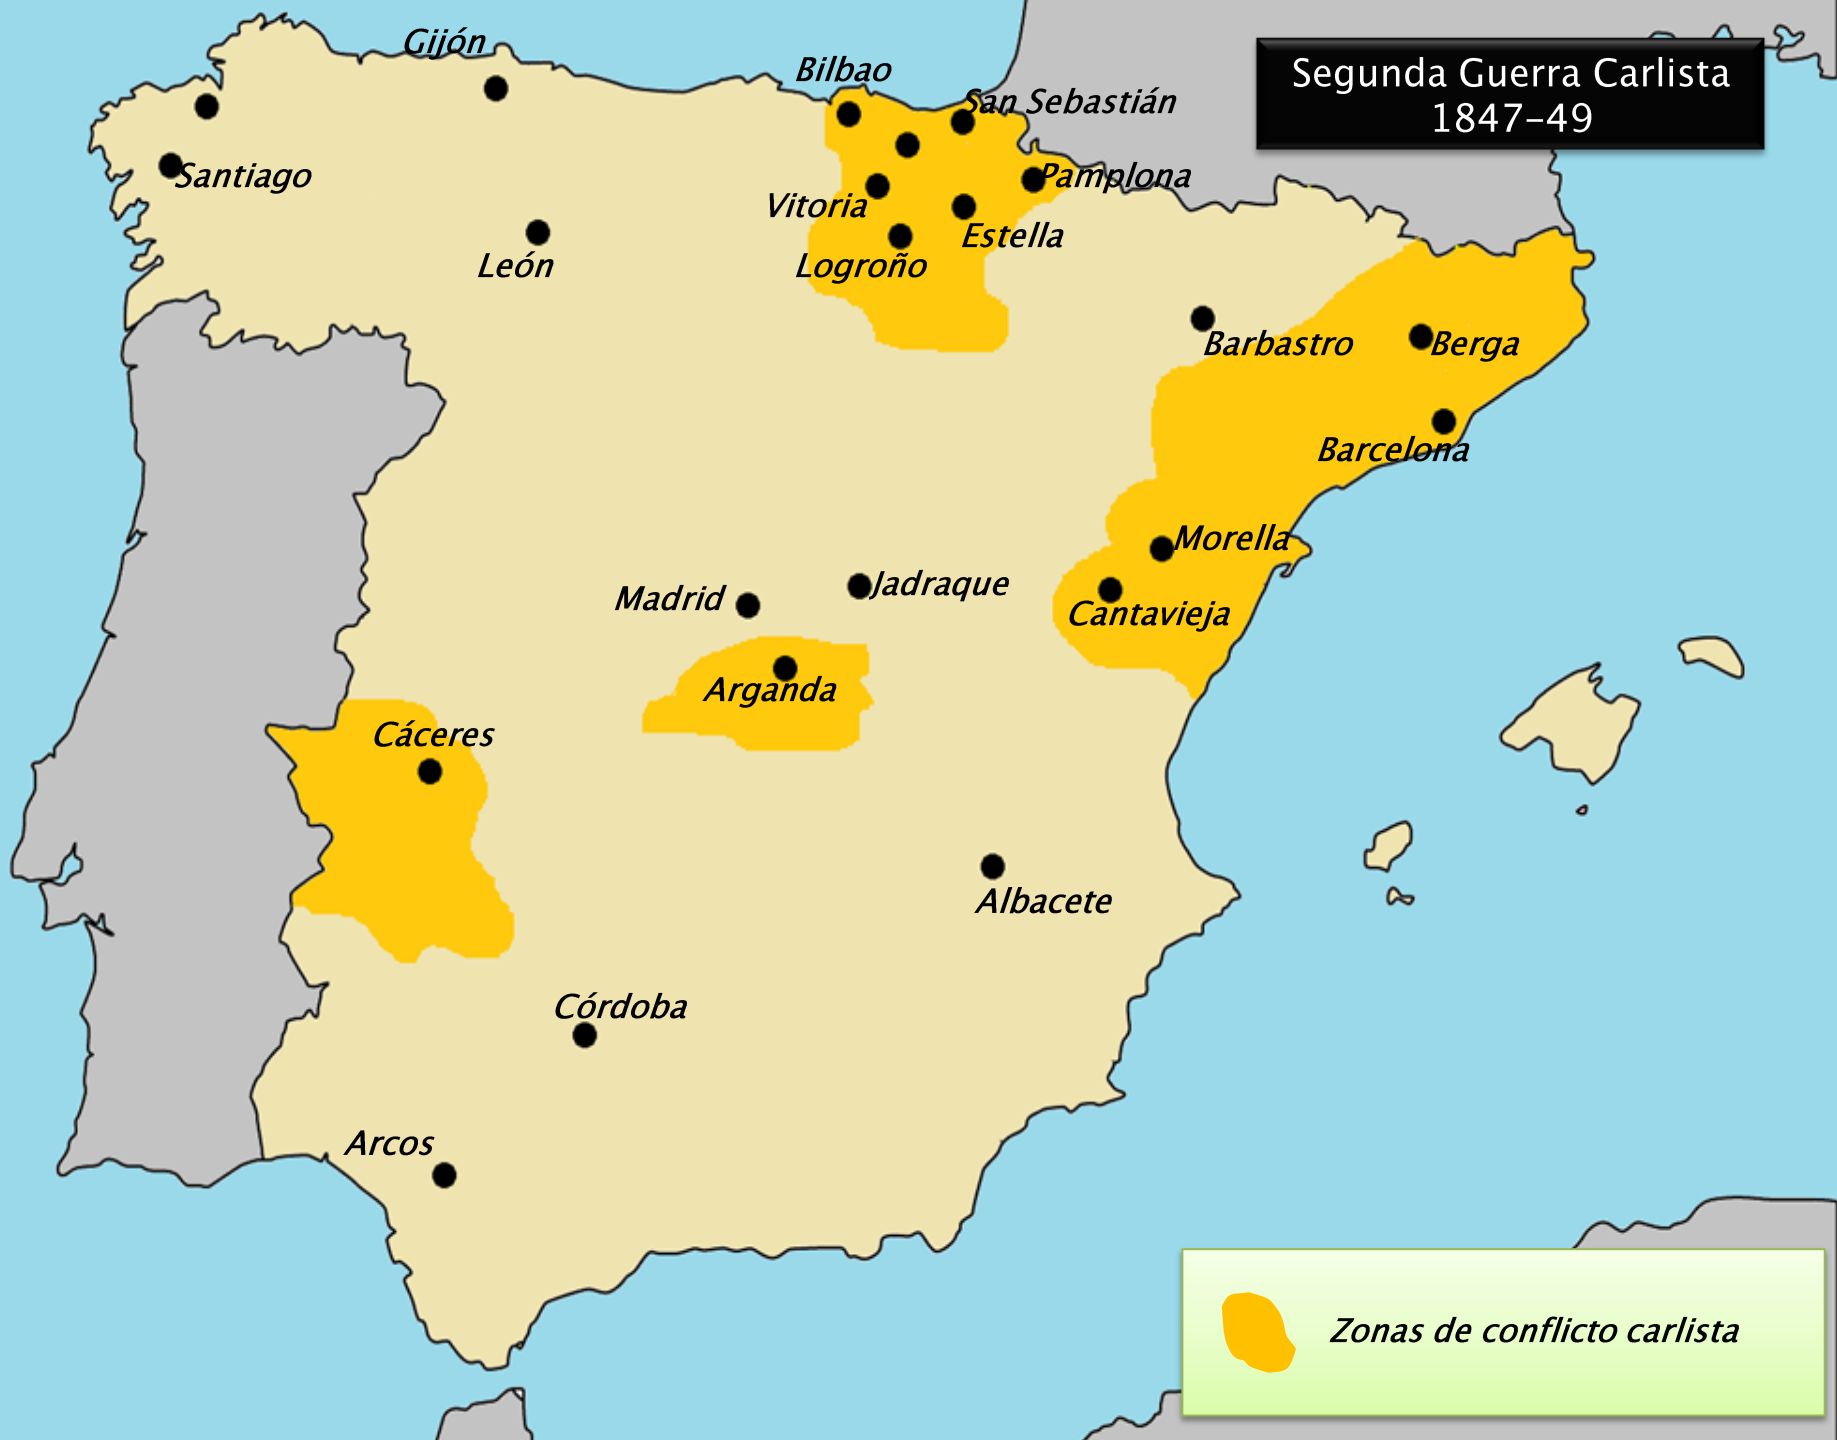 Gijón
Bilbao
Segunda Guerra Carlista
1847-49
San Sebastián
Santiago
Pamplona
Vitoria
Estella
León
Logroño
Barbastro
Berga
Barcelona
Morella
Jadraque
Madrid
Cantavieja
Arganda
Cáceres
Albacete
Córdoba
Arcos
Zonas de conflicto carlista